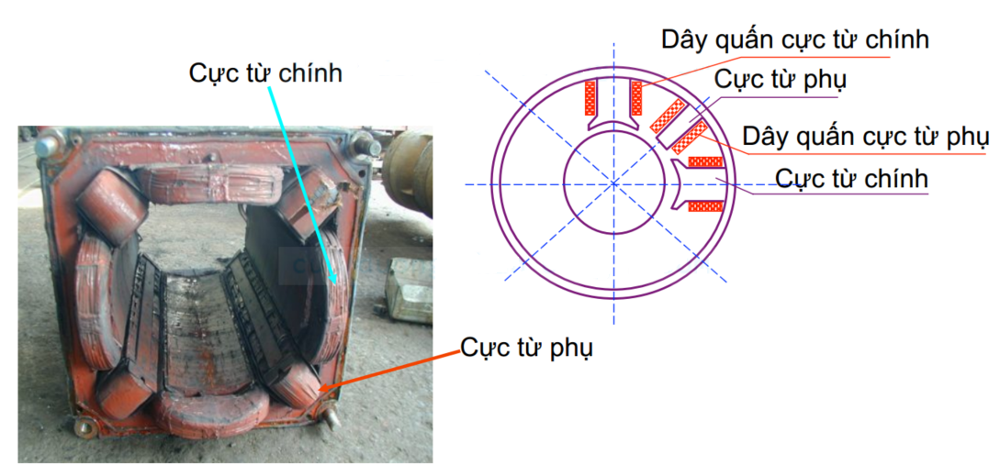 Dây quấn cực từ chính
Cực từ chính
Cực từ phụ
Dây quấn cực từ phụ
Cực từ chính
Cực từ phụ